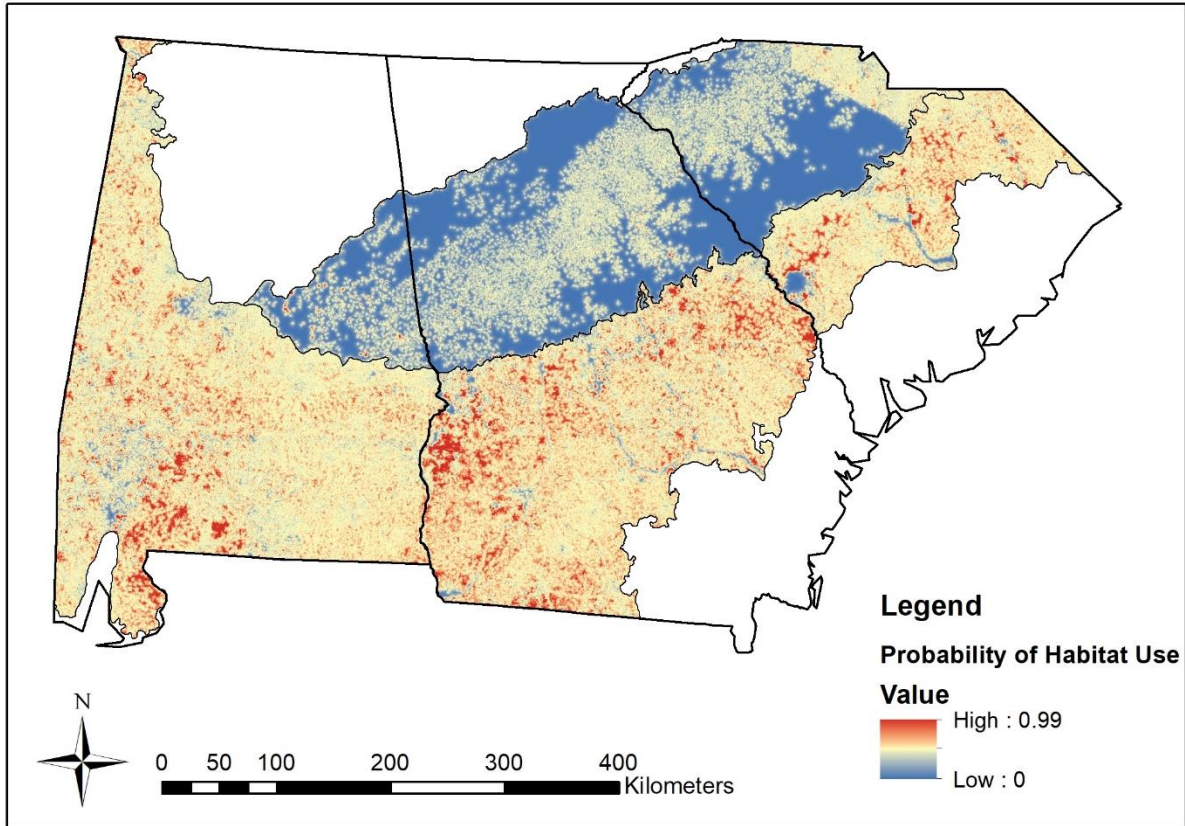 Legend
Probability of Habitat Use
Value
High : 0.99
Low : 0
N
0 50 100 200 300 400
Kilometers